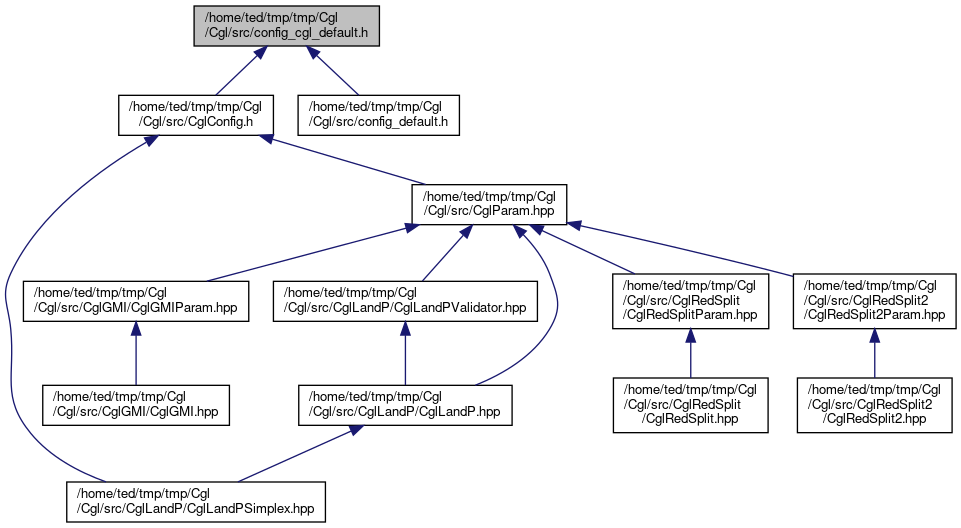 /home/ted/tmp/tmp/Cgl
/Cgl/src/config_cgl_default.h
/home/ted/tmp/tmp/Cgl
/Cgl/src/CglConfig.h
/home/ted/tmp/tmp/Cgl
/Cgl/src/config_default.h
/home/ted/tmp/tmp/Cgl
/Cgl/src/CglParam.hpp
/home/ted/tmp/tmp/Cgl
/Cgl/src/CglGMI/CglGMIParam.hpp
/home/ted/tmp/tmp/Cgl
/Cgl/src/CglLandP/CglLandPValidator.hpp
/home/ted/tmp/tmp/Cgl
/Cgl/src/CglRedSplit
/CglRedSplitParam.hpp
/home/ted/tmp/tmp/Cgl
/Cgl/src/CglRedSplit2
/CglRedSplit2Param.hpp
/home/ted/tmp/tmp/Cgl
/Cgl/src/CglGMI/CglGMI.hpp
/home/ted/tmp/tmp/Cgl
/Cgl/src/CglLandP/CglLandP.hpp
/home/ted/tmp/tmp/Cgl
/Cgl/src/CglRedSplit
/CglRedSplit.hpp
/home/ted/tmp/tmp/Cgl
/Cgl/src/CglRedSplit2
/CglRedSplit2.hpp
/home/ted/tmp/tmp/Cgl
/Cgl/src/CglLandP/CglLandPSimplex.hpp